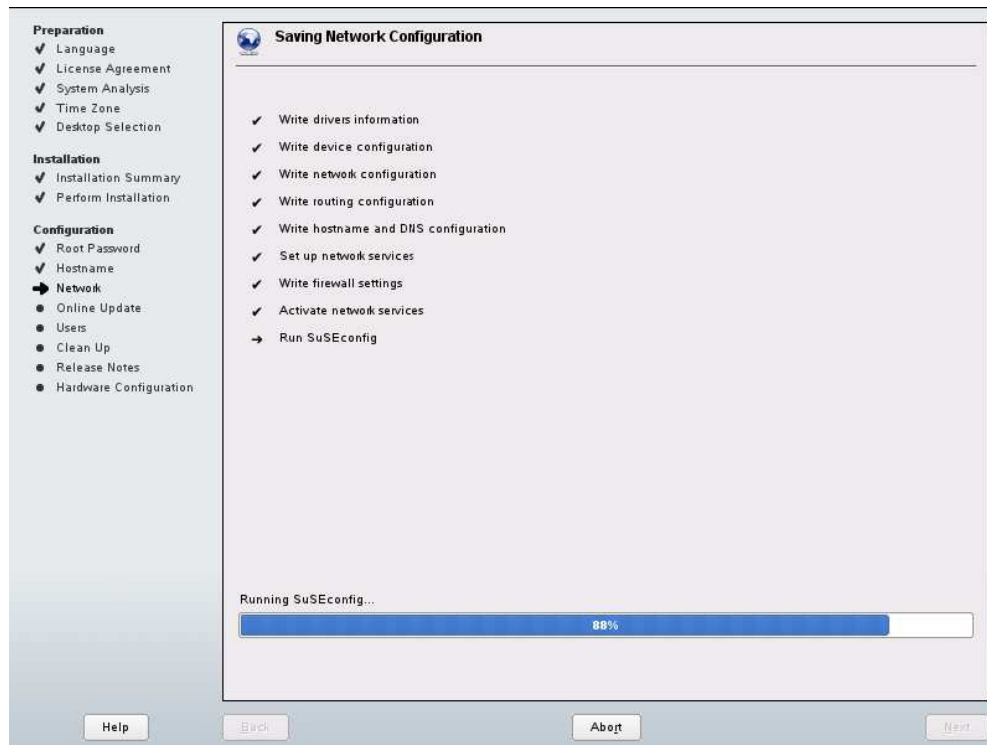 Preparation
Language
License Agreement
System Analysis
Time Zone
Desktop Selection
Installation
Installation Summary
Perform Installation
Configuration
Root Password
Hostname
Network
Online Update
Users
Clean Up
Release Notes
Hardware Configuration
Saving Network Configuration
Write drivers information
Write device configuration
Write network configuration
Write routing configuration
Write hostname and DNS configuration
Set up network services
Write firewall settings
Activate network services
Run SuSEconfig
Running SuSEconfig...
88%
Help
Back
Abort
Next